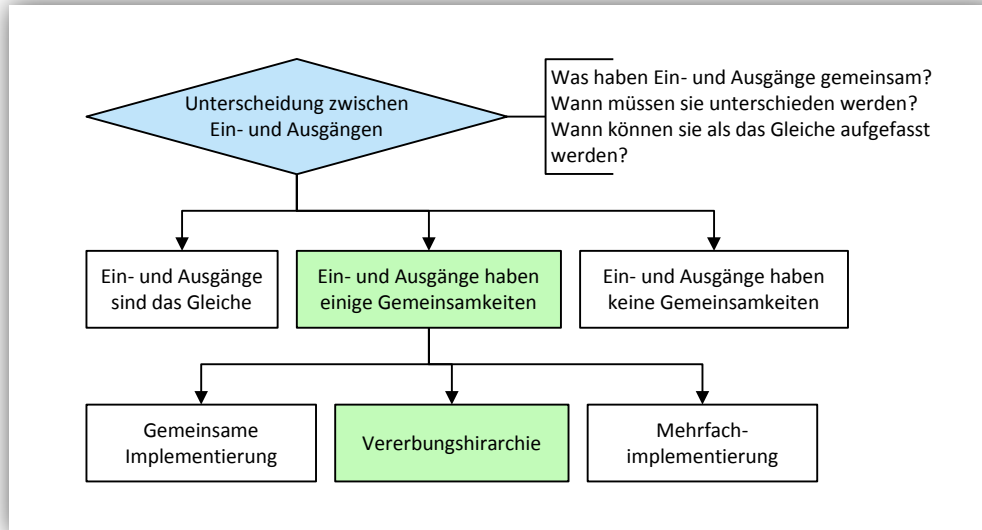 Unterscheidung zwischen
Ein- und Ausgängen
Was haben Ein- und Ausgänge gemeinsam?
Wann müssen sie unterschieden werden?
Wann können sie als das Gleiche aufgefasst
werden?
Ein- und Ausgänge
sind das Gleiche
Ein- und Ausgänge haben
einige Gemeinsamkeiten
Ein- und Ausgänge haben
keine Gemeinsamkeiten
Gemeinsame
Implementierung
Vererbungshirarchie
Mehrfach-
implementierung